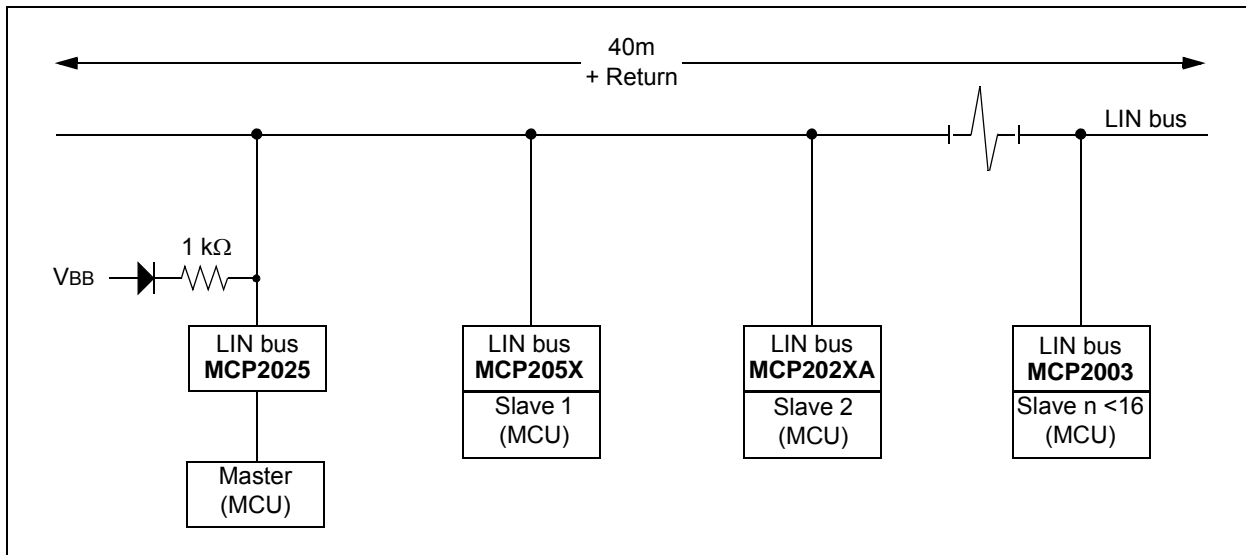 40m
+ Return
LIN bus
1 kΩ
VBB
LIN bus
MCP2025
Master
(MCU)
LIN bus
MCP205X
Slave 1
(MCU)
LIN bus
MCP202XA
Slave 2
(MCU)
LIN bus
MCP2003
Slave n <16
(MCU)